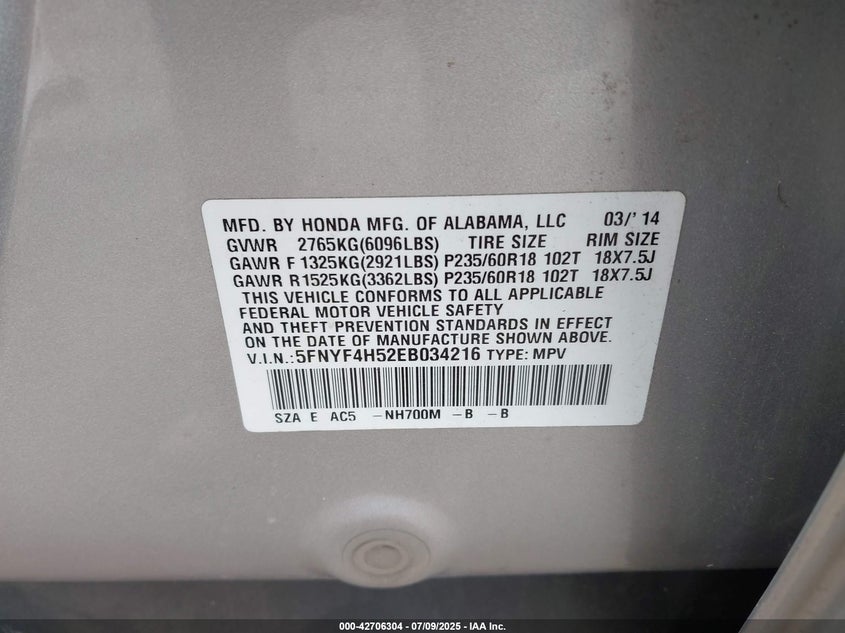 MFD. BY HONDA MFG. OF ALABAMA, LLC 03/'14
GVWR 2765KG(6096LBS) TIRE SIZE RIM SIZE
GAWR F 1325KG(2921LBS) P235/60R18 102T 18X7.5J
GAWR R1525KG(3362LBS) P235/60R18 102T 18X7.5J
THIS VEHICLE CONFORMS TO ALL APPLICABLE
FEDERAL MOTOR VEHICLE SAFETY
AND THEFT PREVENTION STANDARDS IN EFFECT
ON THE DATE OF MANUFACTURE SHOWN ABOVE.
V.I.N.:5FNYF4H52EB034216 TYPE: MPV
SZA E AC5 -NH700M -B -B
000-42706304 / 07/09/2025 - IAA Inc.